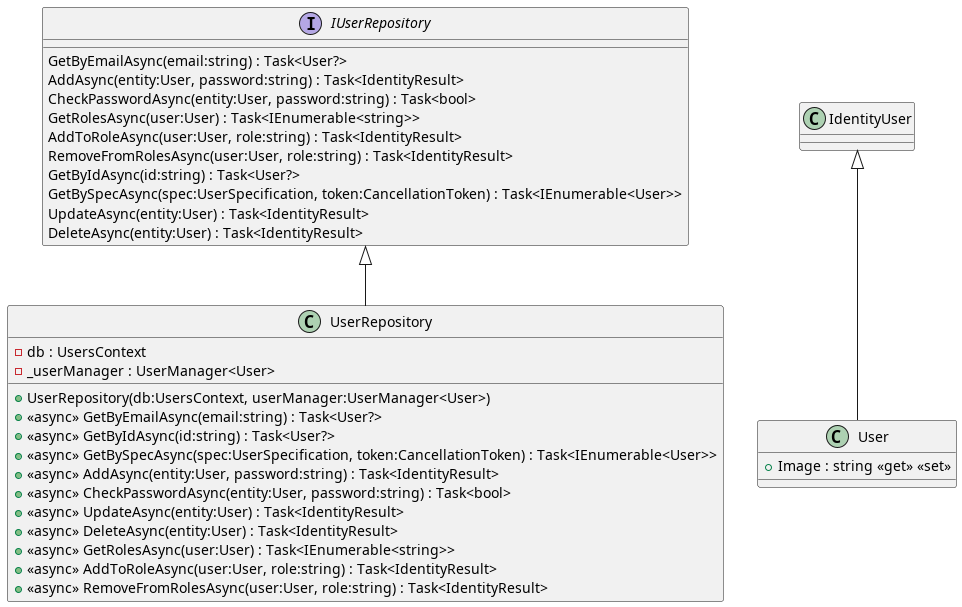 I IUserRepository
GetByEmailAsync(email:string) : Task<User?>
AddAsync(entity:User, password:string) : Task<IdentityResult>
CheckPasswordAsync(entity:User, password:string) : Task<bool>
GetRolesAsync(user:User) : Task<IEnumerable<string>>
AddToRoleAsync(user:User, role:string) : Task<IdentityResult>
RemoveFromRolesAsync(user:User, role:string) : Task<IdentityResult>
GetByIdAsync(id:string) : Task<User?>
GetBySpecAsync(spec:UserSpecification, token:CancellationToken) : Task<IEnumerable<User>>
UpdateAsync(entity:User) : Task<IdentityResult>
DeleteAsync(entity:User) : Task<IdentityResult>
C IdentityUser
C UserRepository
db : UsersContext
_userManager : UserManager<User>
UserRepository(db:UsersContext, userManager:UserManager<User>)
«async» GetByEmailAsync(email:string) : Task<User?>
«async» GetByIdAsync(id:string) : Task<User?>
«async» GetBySpecAsync(spec:UserSpecification, token:CancellationToken) : Task<IEnumerable<User>>
«async» AddAsync(entity:User, password:string) : Task<IdentityResult>
«async» CheckPasswordAsync(entity:User, password:string) : Task<bool>
«async» UpdateAsync(entity:User) : Task<IdentityResult>
«async» DeleteAsync(entity:User) : Task<IdentityResult>
«async» GetRolesAsync(user:User) : Task<IEnumerable<string>>
«async» AddToRoleAsync(user:User, role:string) : Task<IdentityResult>
«async» RemoveFromRolesAsync(user:User, role:string) : Task<IdentityResult>
C User
Image : string «get» «set»